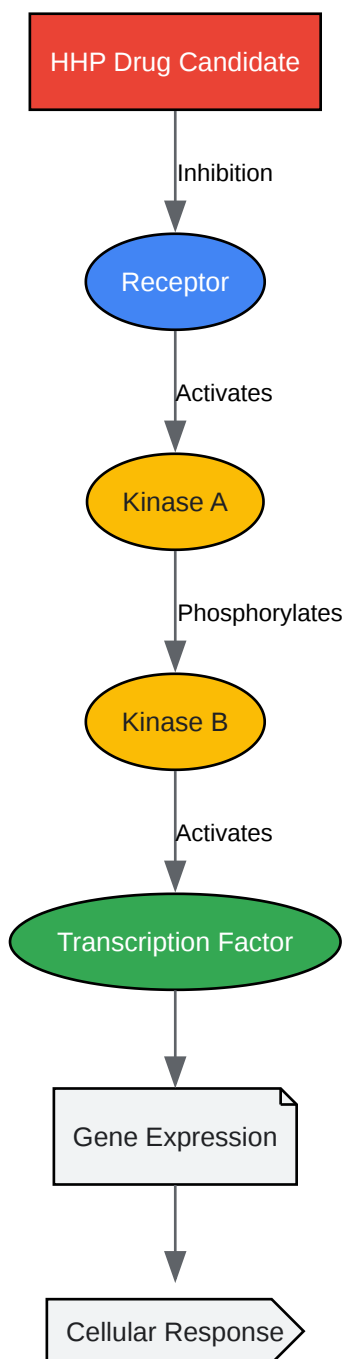 HHP Drug Candidate
Inhibition
Receptor
Activates
Kinase A
Phosphorylates
Kinase B
Activates
Transcription Factor
Gene Expression
Cellular Response